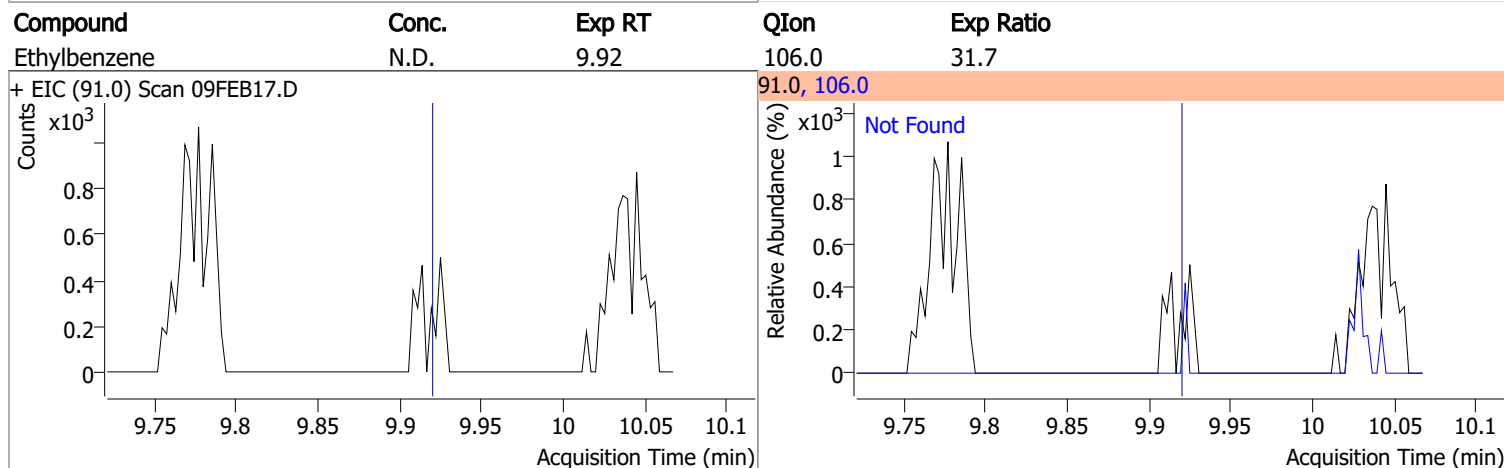 Compound Conc. Exp RT QIon Exp Ratio
Ethylbenzene N.D. 9.92 106.0 31.7
+ EIC (91.0) Scan 09FEB17.D
Counts
x10³
0.8
0.6
0.4
0.2
0
9.75 9.8 9.85 9.9 9.95 10 10.05 10.1
Acquisition Time (min)
91.0, 106.0
Relative Abundance (%)
x10³
Not Found
1
0.8
0.6
0.4
0.2
0
9.75 9.8 9.85 9.9 9.95 10 10.05 10.1
Acquisition Time (min)